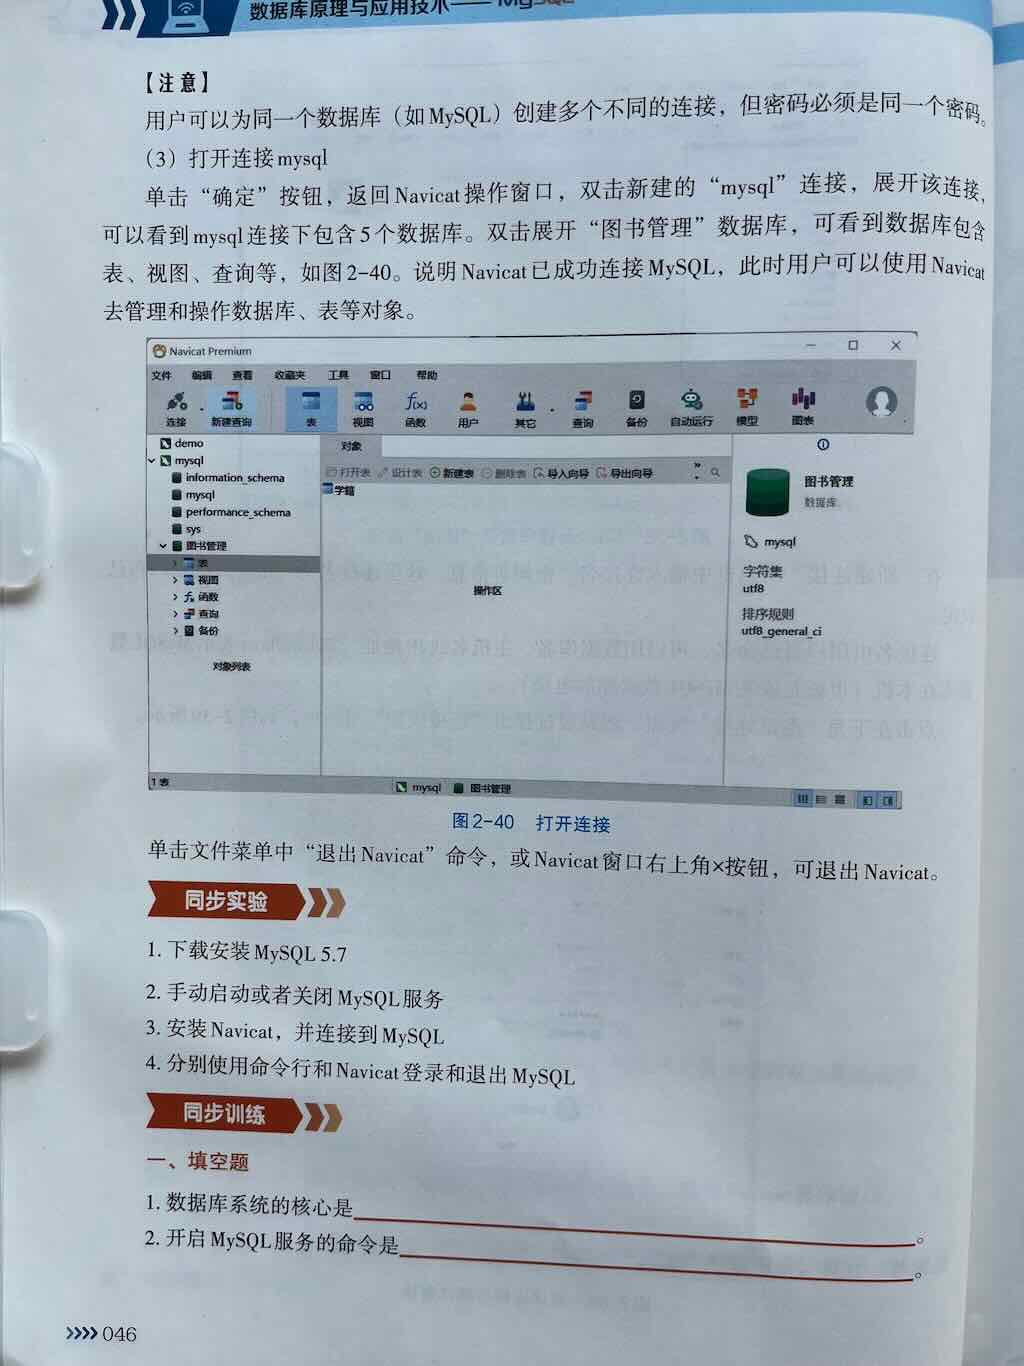 数据库原理与应用技术——MySQL
【注意】
用户可以为同一个数据库（如MySQL）创建多个不同的连接，但密码必须是同一个密码。
（3）打开连接mysql
单击“确定”按钮，返回Navicat操作窗口，双击新建的“mysql”连接，展开该连接，
可以看到mysql连接下包含5个数据库。双击展开“图书管理”数据库，可看到数据库包含
表、视图、查询等，如图2-40。说明Navicat已成功连接MySQL，此时用户可以使用Navicat
去管理和操作数据库、表等对象。
Navicat Premium
文件 编辑 查看 收藏夹 工具 窗口 帮助
连接 新建查询 表 视图 函数 用户 其它 查询 备份 自动运行 模型 图表
demo
mysql
information_schema
mysql
performance_schema
sys
图书管理
表
视图
函数
查询
备份
对象列表
对象
打开表 设计表 新建表 删除表 导入向导 导出向导
学籍
操作区
图书管理
数据库
mysql
字符集
utf8
排序规则
utf8_general_ci
1 表 mysql 图书管理
图2-40 打开连接
单击文件菜单中“退出Navicat”命令，或Navicat窗口右上角×按钮，可退出Navicat。
同步实验
1. 下载安装MySQL 5.7
2. 手动启动或者关闭MySQL服务
3. 安装Navicat，并连接到MySQL
4. 分别使用命令行和Navicat登录和退出MySQL
同步训练
一、填空题
1. 数据库系统的核心是。
2. 开启MySQL服务的命令是。
046